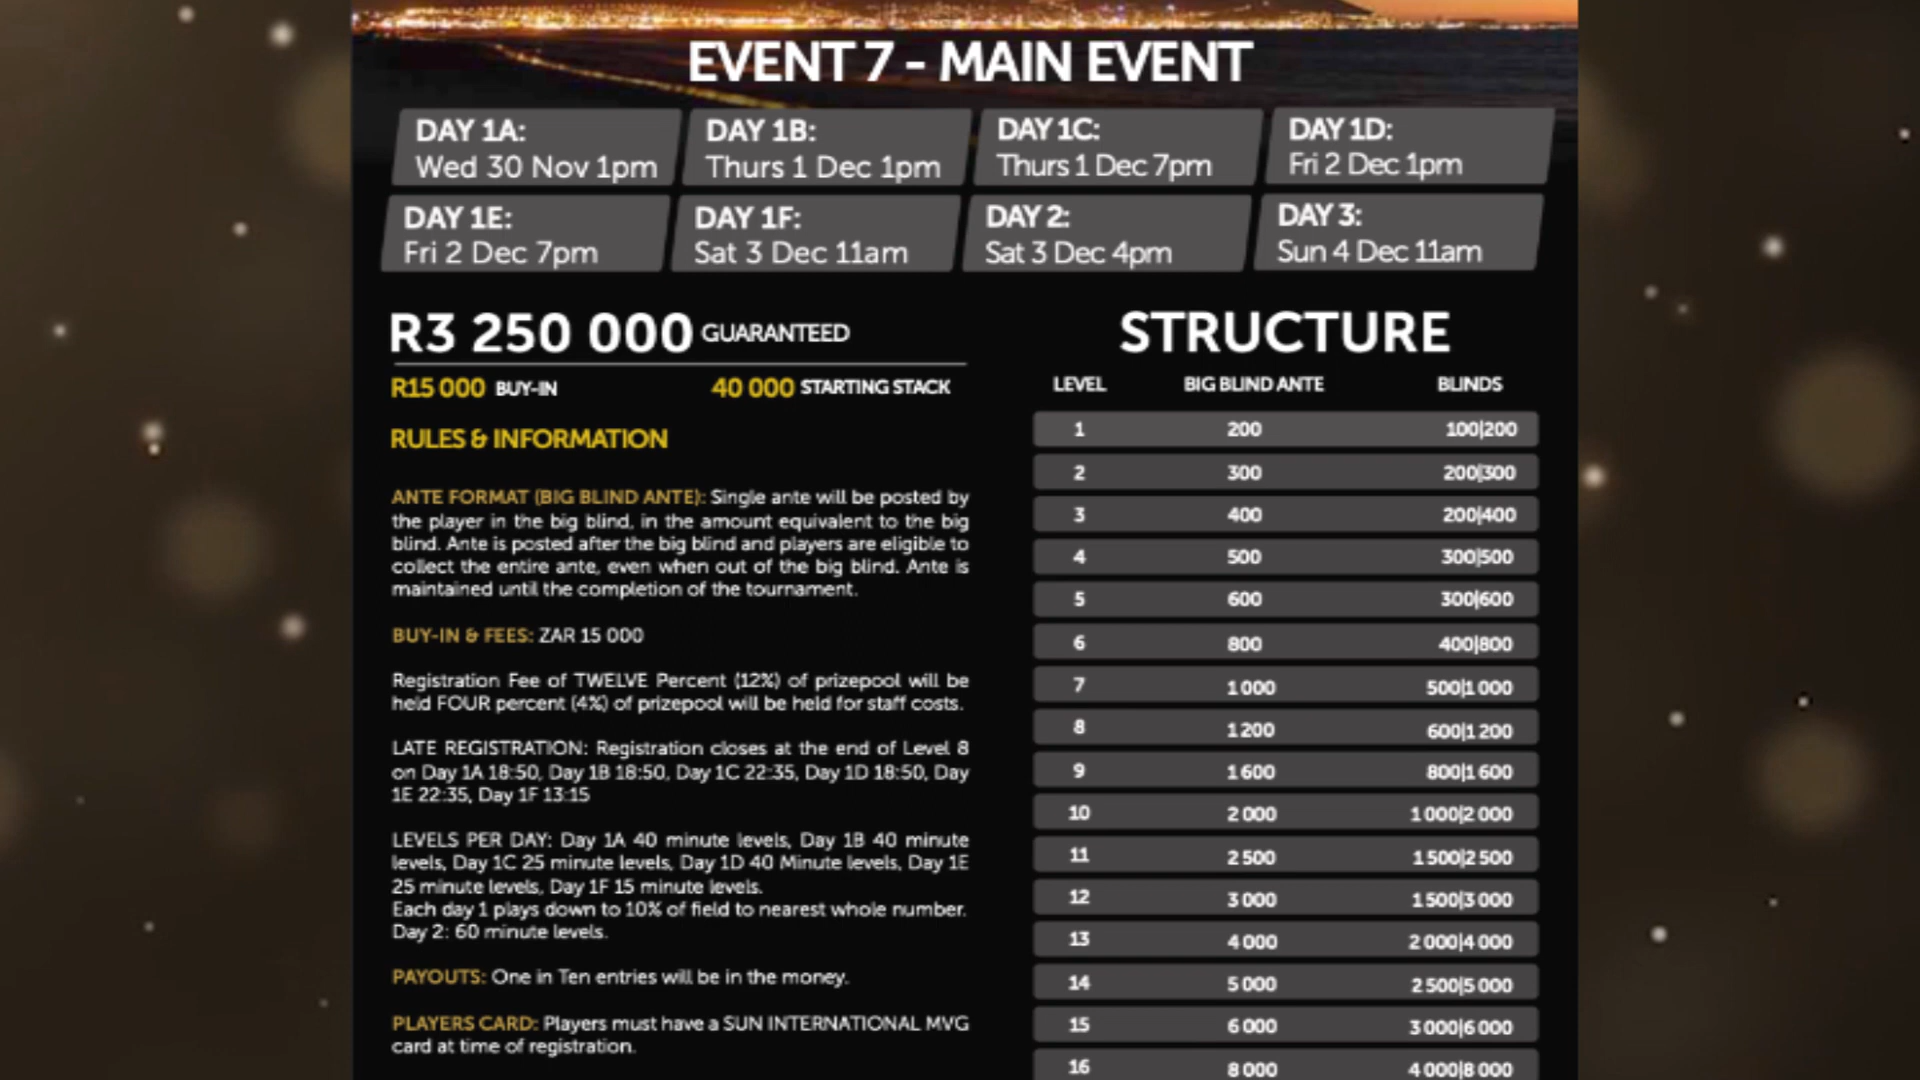 EVENT 7 - MAIN EVENT
DAY 1A:
Wed 30 Nov 1pm
DAY 1B:
Thurs 1 Dec 1pm
DAY 1C:
Thurs 1 Dec 7pm
DAY 1D:
Fri 2 Dec 1pm
DAY 1E:
Fri 2 Dec 7pm
DAY 1F:
Sat 3 Dec 11am
DAY 2:
Sat 3 Dec 4pm
DAY 3:
Sun 4 Dec 11am
R3 250 000 GUARANTEED
R15 000 BUY-IN 40 000 STARTING STACK
RULES & INFORMATION
ANTE FORMAT (BIG BLIND ANTE): Single ante will be posted by
the player in the big blind, in the amount equivalent to the big
blind. Ante is posted after the big blind and players are eligible to
collect the entire ante, even when out of the big blind. Ante is
maintained until the completion of the tournament.
BUY-IN & FEES: ZAR 15 000
Registration Fee of TWELVE Percent (12%) of prizepool will be
held FOUR percent (4%) of prizepool will be held for staff costs.
LATE REGISTRATION: Registration closes at the end of Level 8
on Day 1A 18:50, Day 1B 18:50, Day 1C 22:35, Day 1D 18:50, Day
1E 22:35, Day 1F 13:15
LEVELS PER DAY: Day 1A 40 minute levels, Day 1B 40 minute
levels, Day 1C 25 minute levels, Day 1D 40 Minute levels, Day 1E
25 minute levels, Day 1F 15 minute levels.
Each day 1 plays down to 10% of field to nearest whole number.
Day 2: 60 minute levels.
PAYOUTS: One in Ten entries will be in the money.
PLAYERS CARD: Players must have a SUN INTERNATIONAL MVG
card at time of registration.
STRUCTURE
LEVEL BIG BLIND ANTE BLINDS
1 200 100|200
2 300 200|300
3 400 200|400
4 500 300|500
5 600 300|600
6 800 400|800
7 1 000 500|1 000
8 1 200 600|1 200
9 1 600 800|1 600
10 2 000 1 000|2 000
11 2 500 1 500|2 500
12 3 000 1 500|3 000
13 4 000 2 000|4 000
14 5 000 2 500|5 000
15 6 000 3 000|6 000
16 8 000 4 000|8 000